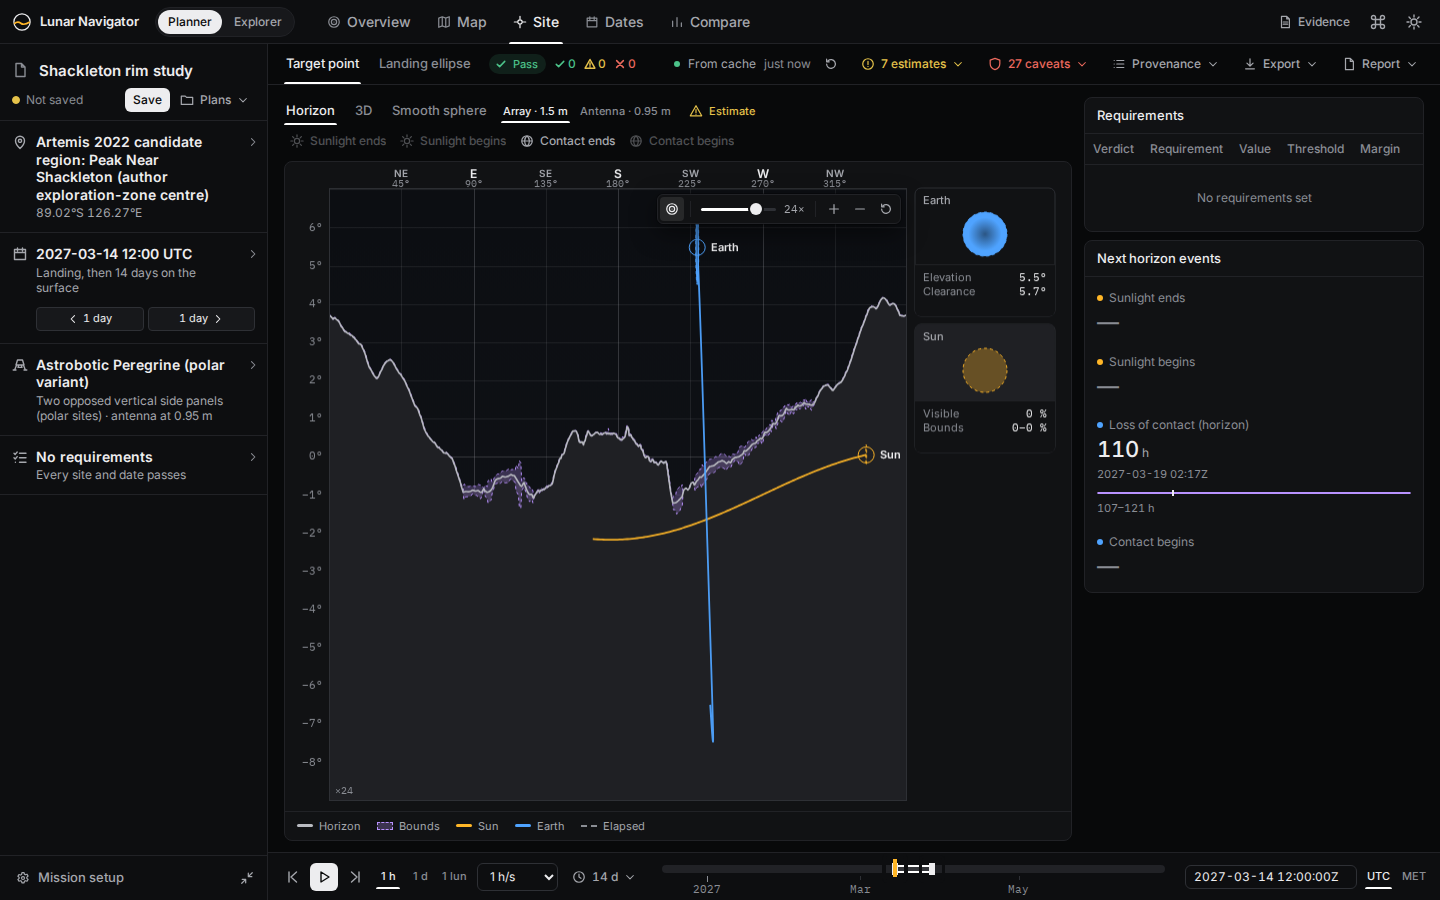 Lunar Navigator
Planner
Explorer
Overview
Map
Site
Dates
Compare
Evidence
Shackleton rim study
Not saved
Save
Plans
Artemis 2022 candidate
region: Peak Near
Shackleton (author
exploration-zone centre)
89.02°S 126.27°E
2027-03-14 12:00 UTC
Landing, then 14 days on the
surface
1 day
1 day
Astrobotic Peregrine (polar
variant)
Two opposed vertical side panels
(polar sites) · antenna at 0.95 m
No requirements
Every site and date passes
Mission setup
Target point
Landing ellipse
Pass
0
0
0
From cache just now
7 estimates
27 caveats
Provenance
Export
Report
Horizon
3D
Smooth sphere
Array · 1.5 m
Antenna · 0.95 m
Estimate
Sunlight ends
Sunlight begins
Contact ends
Contact begins
NE E SE S SW W NW
45° 90° 135° 180° 225° 270° 315°
24×
6°
5°
4°
3°
2°
1°
0°
−1°
−2°
−3°
−4°
−5°
−6°
−7°
−8°
Earth
Sun
×24
Horizon
Bounds
Sun
Earth
Elapsed
Earth
Elevation 5.5°
Clearance 5.7°
Sun
Visible 0 %
Bounds 0–0 %
Requirements
Verdict Requirement Value Threshold Margin
No requirements set
Next horizon events
Sunlight ends
—
Sunlight begins
—
Loss of contact (horizon)
110 h
2027-03-19 02:17Z
107–121 h
Contact begins
—
1 h
1 d
1 lun
1 h/s
14 d
2027 Mar May
2027-03-14 12:00:00Z
UTC
MET